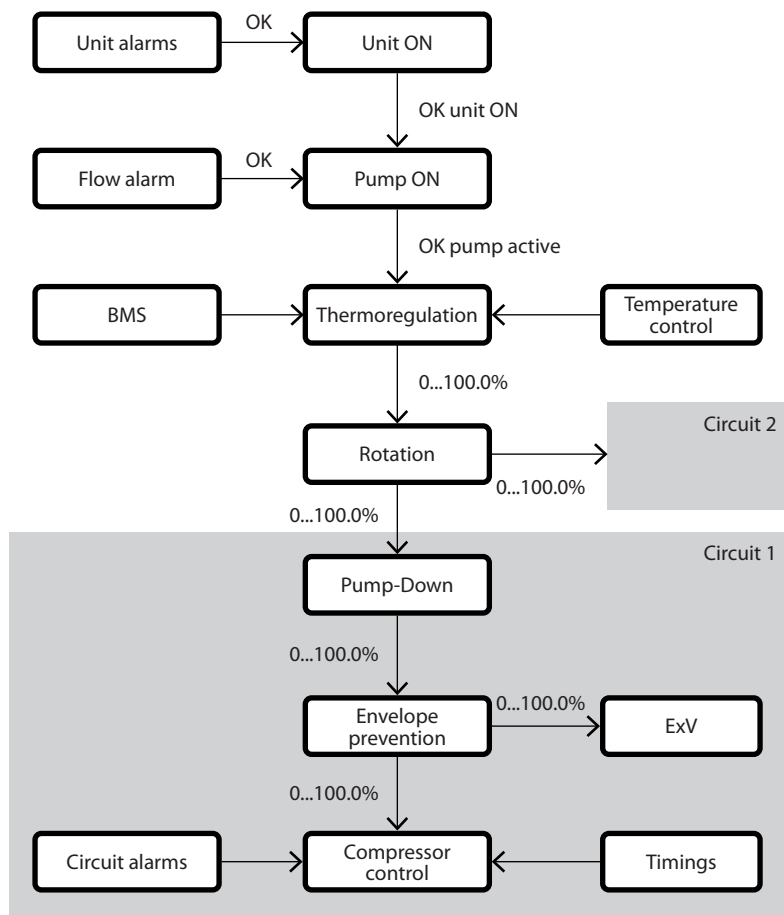 OK
Unit alarms
Unit ON
OK unit ON
OK
Flow alarm
Pump ON
OK pump active
BMS
Thermoregulation
Temperature
control
0...100.0%
Circuit 2
Rotation
0...100.0%
0...100.0%
Circuit 1
Pump-Down
0...100.0%
0...100.0%
Envelope
prevention
ExV
0...100.0%
Circuit alarms
Compressor
control
Timings